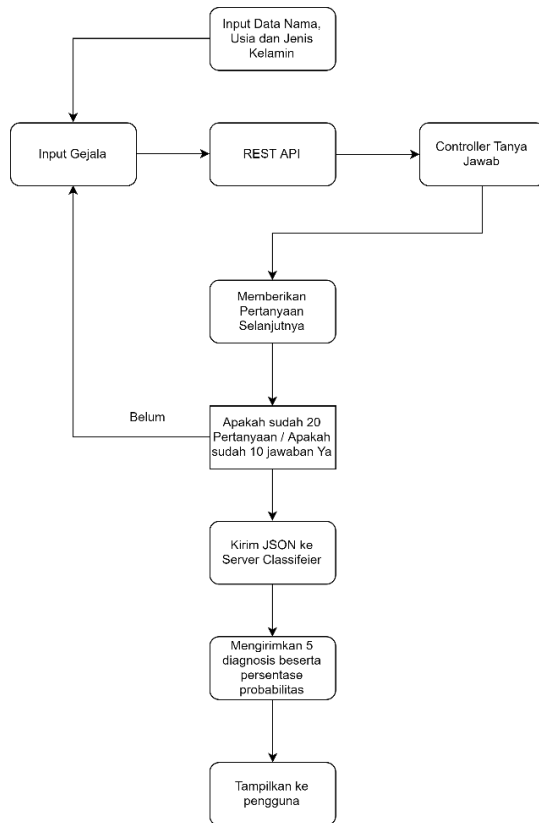 Input Data Nama,
Usia dan Jenis
Kelamin
Input Gejala
REST API
Controller Tanya
Jawab
Memberikan
Pertanyaan
Selanjutnya
Belum
Apakah sudah 20
Pertanyaan / Apakah
sudah 10 jawaban Ya
Kirim JSON ke
Server Classifeier
Mengirimkan 5
diagnosis beserta
persentase
probabilitas
Tampilkan ke
pengguna